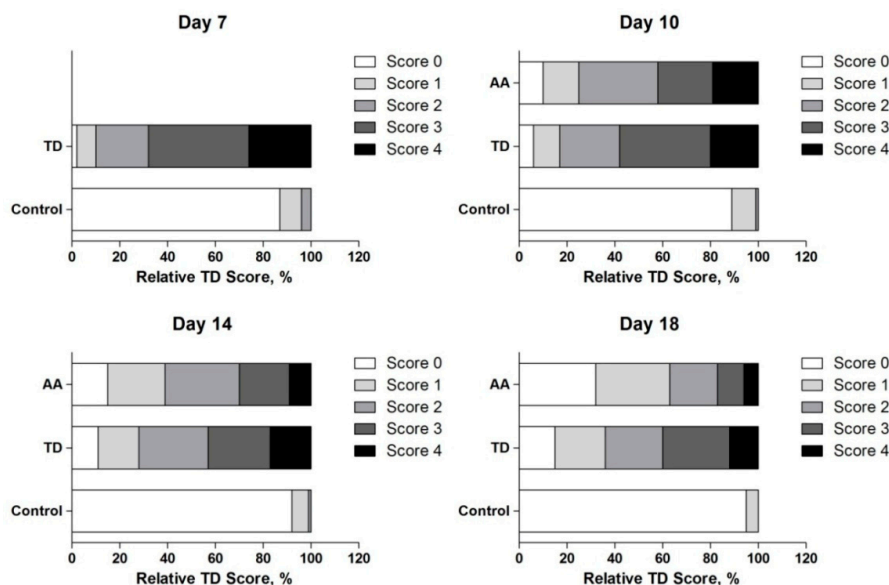 Day 7
Score 0
Score 1
Score 2
Score 3
Score 4
TD
Control
0 20 40 60 80 100 120
Relative TD Score, %
Day 10
Score 0
Score 1
Score 2
Score 3
Score 4
AA
TD
Control
0 20 40 60 80 100 120
Relative TD Score, %
Day 14
Score 0
Score 1
Score 2
Score 3
Score 4
AA
TD
Control
0 20 40 60 80 100 120
Relative TD Score, %
Day 18
Score 0
Score 1
Score 2
Score 3
Score 4
AA
TD
Control
0 20 40 60 80 100 120
Relative TD Score, %